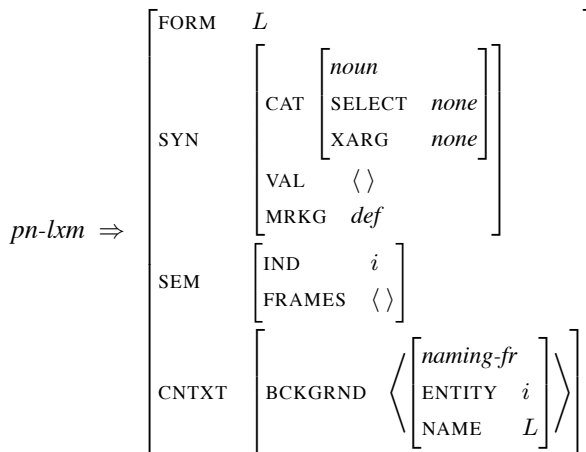 FORM L
noun
CAT SELECT none
SYN XARG none
VAL ⟨ ⟩
MRKG def
pn-lxm ⇒
IND i
SEM
FRAMES ⟨ ⟩
naming-fr
CNTXT BCKGRND ⟨ ENTITY i ⟩
NAME L